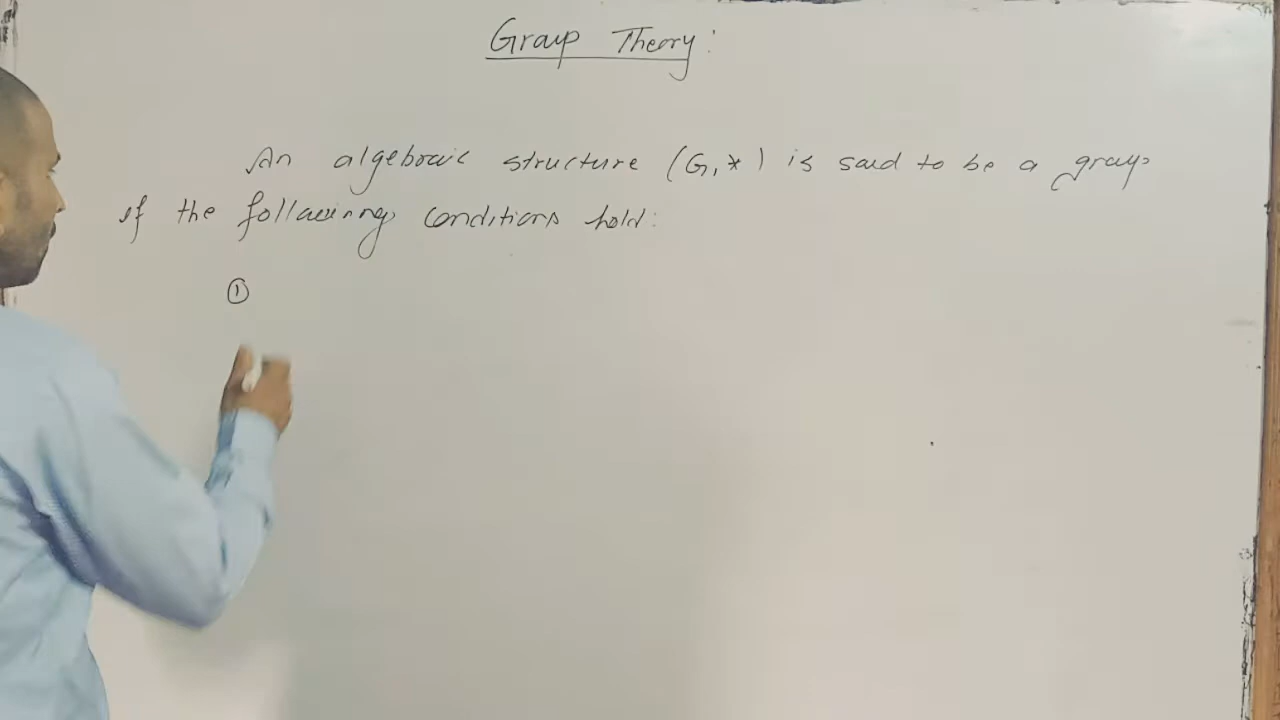 Group Theory:
An algebraic structure (G, *) is said to be a group
if the following conditions hold:
①